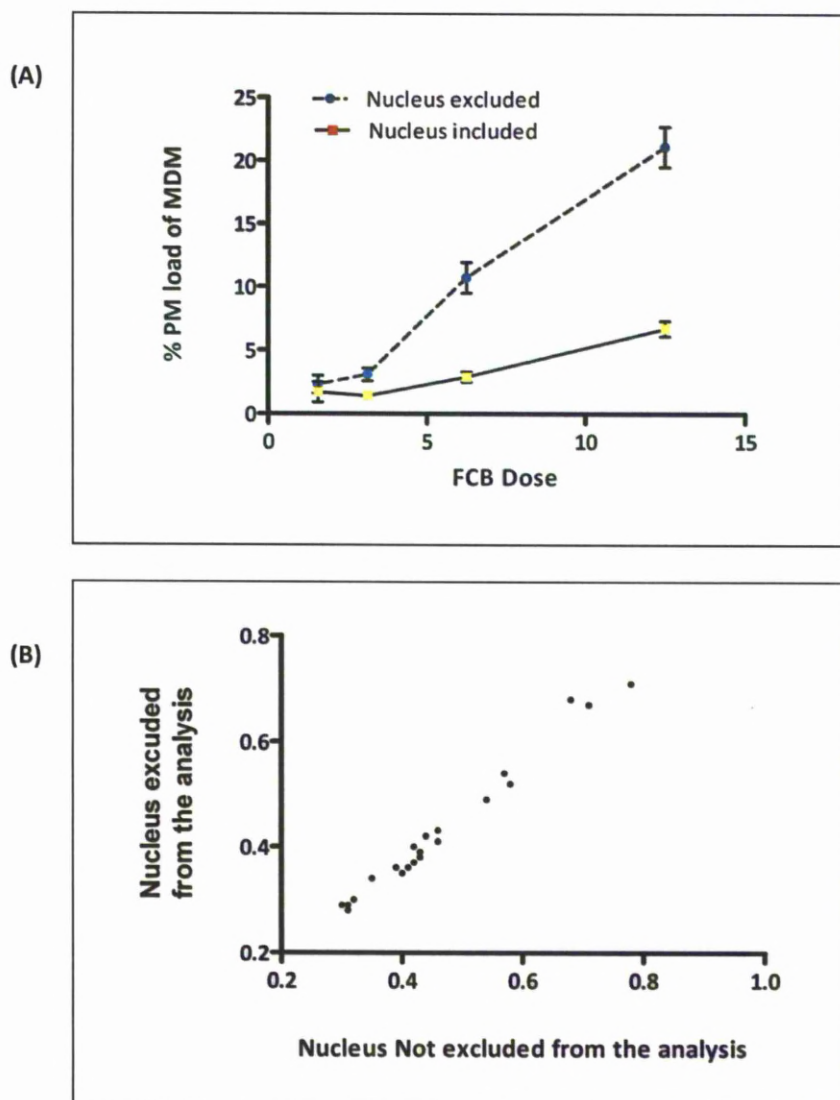 (A)
25
20
15
10
5
0
% PM load of MDM
Nucleus excluded
Nucleus included
0 5 10 15
FCB Dose
(B)
0.8
0.6
0.4
0.2
Nucleus excuded
from the analysis
0.2 0.4 0.6 0.8 1.0
Nucleus Not excluded from the analysis